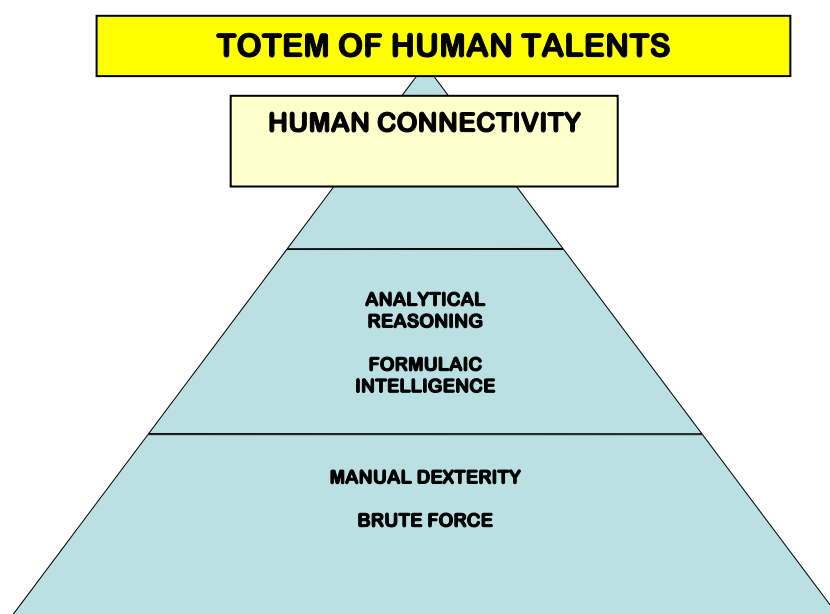 TOTEM OF HUMAN TALENTS
HUMAN CONNECTIVITY
ANALYTICAL
REASONING
FORMULAIC
INTELLIGENCE
MANUAL DEXTERITY
BRUTE FORCE